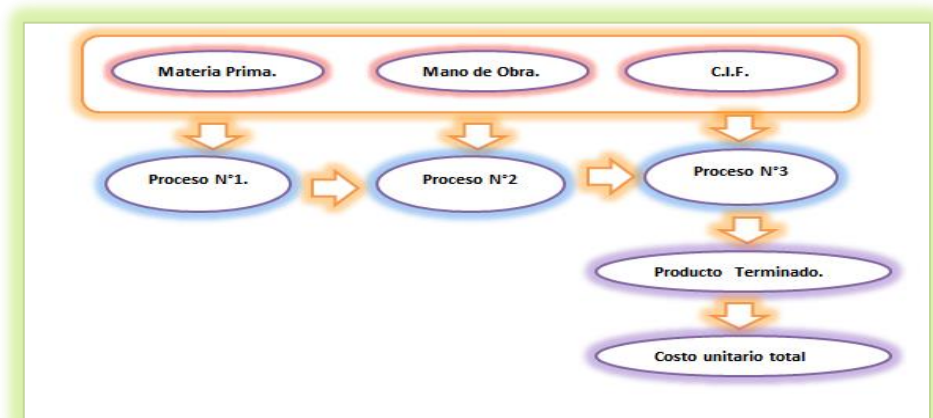 Materia Prima.
Mano de Obra.
C.I.F.
Proceso N°1.
Proceso N°2
Proceso N°3
Producto Terminado.
Costo unitario total